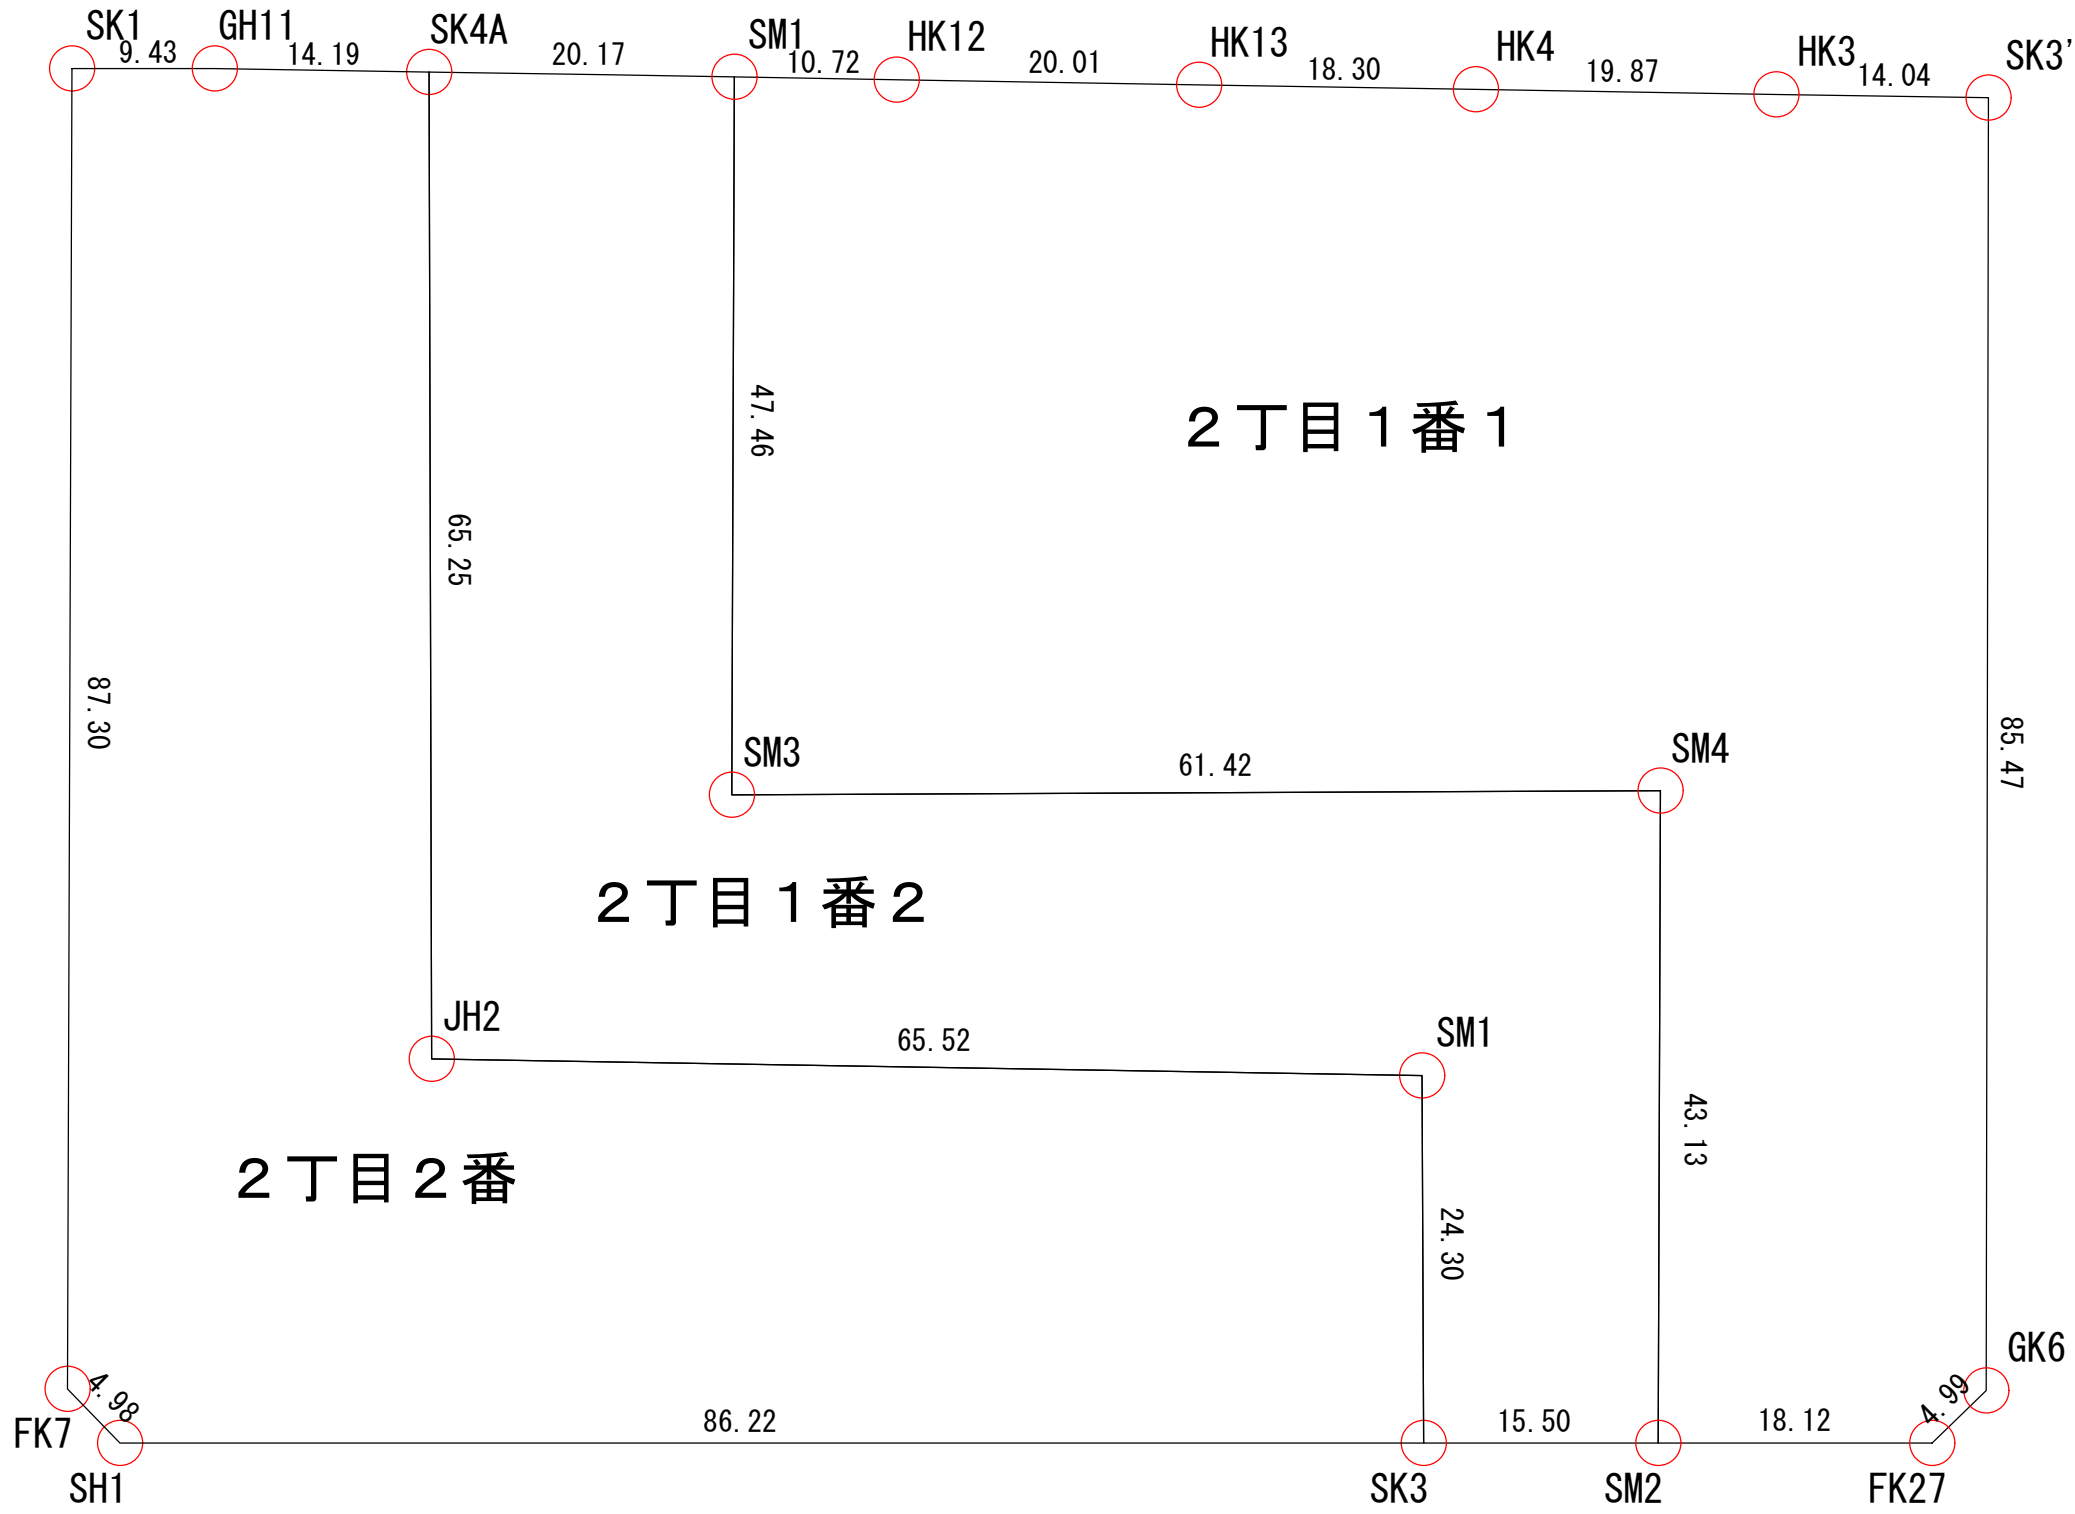 SK1
GH11
SK4A
SM1
HK12
HK13
HK4
HK3
SK3'
9.43
14.19
20.17
10.72
20.01
18.30
19.87
14.04
47.46
２丁目１番１
65.25
87.30
85.47
SM3
61.42
SM4
２丁目１番２
JH2
65.52
SM1
43.13
２丁目２番
24.30
GK6
4.98
4.99
FK7
86.22
15.50
18.12
SH1
SK3
SM2
FK27